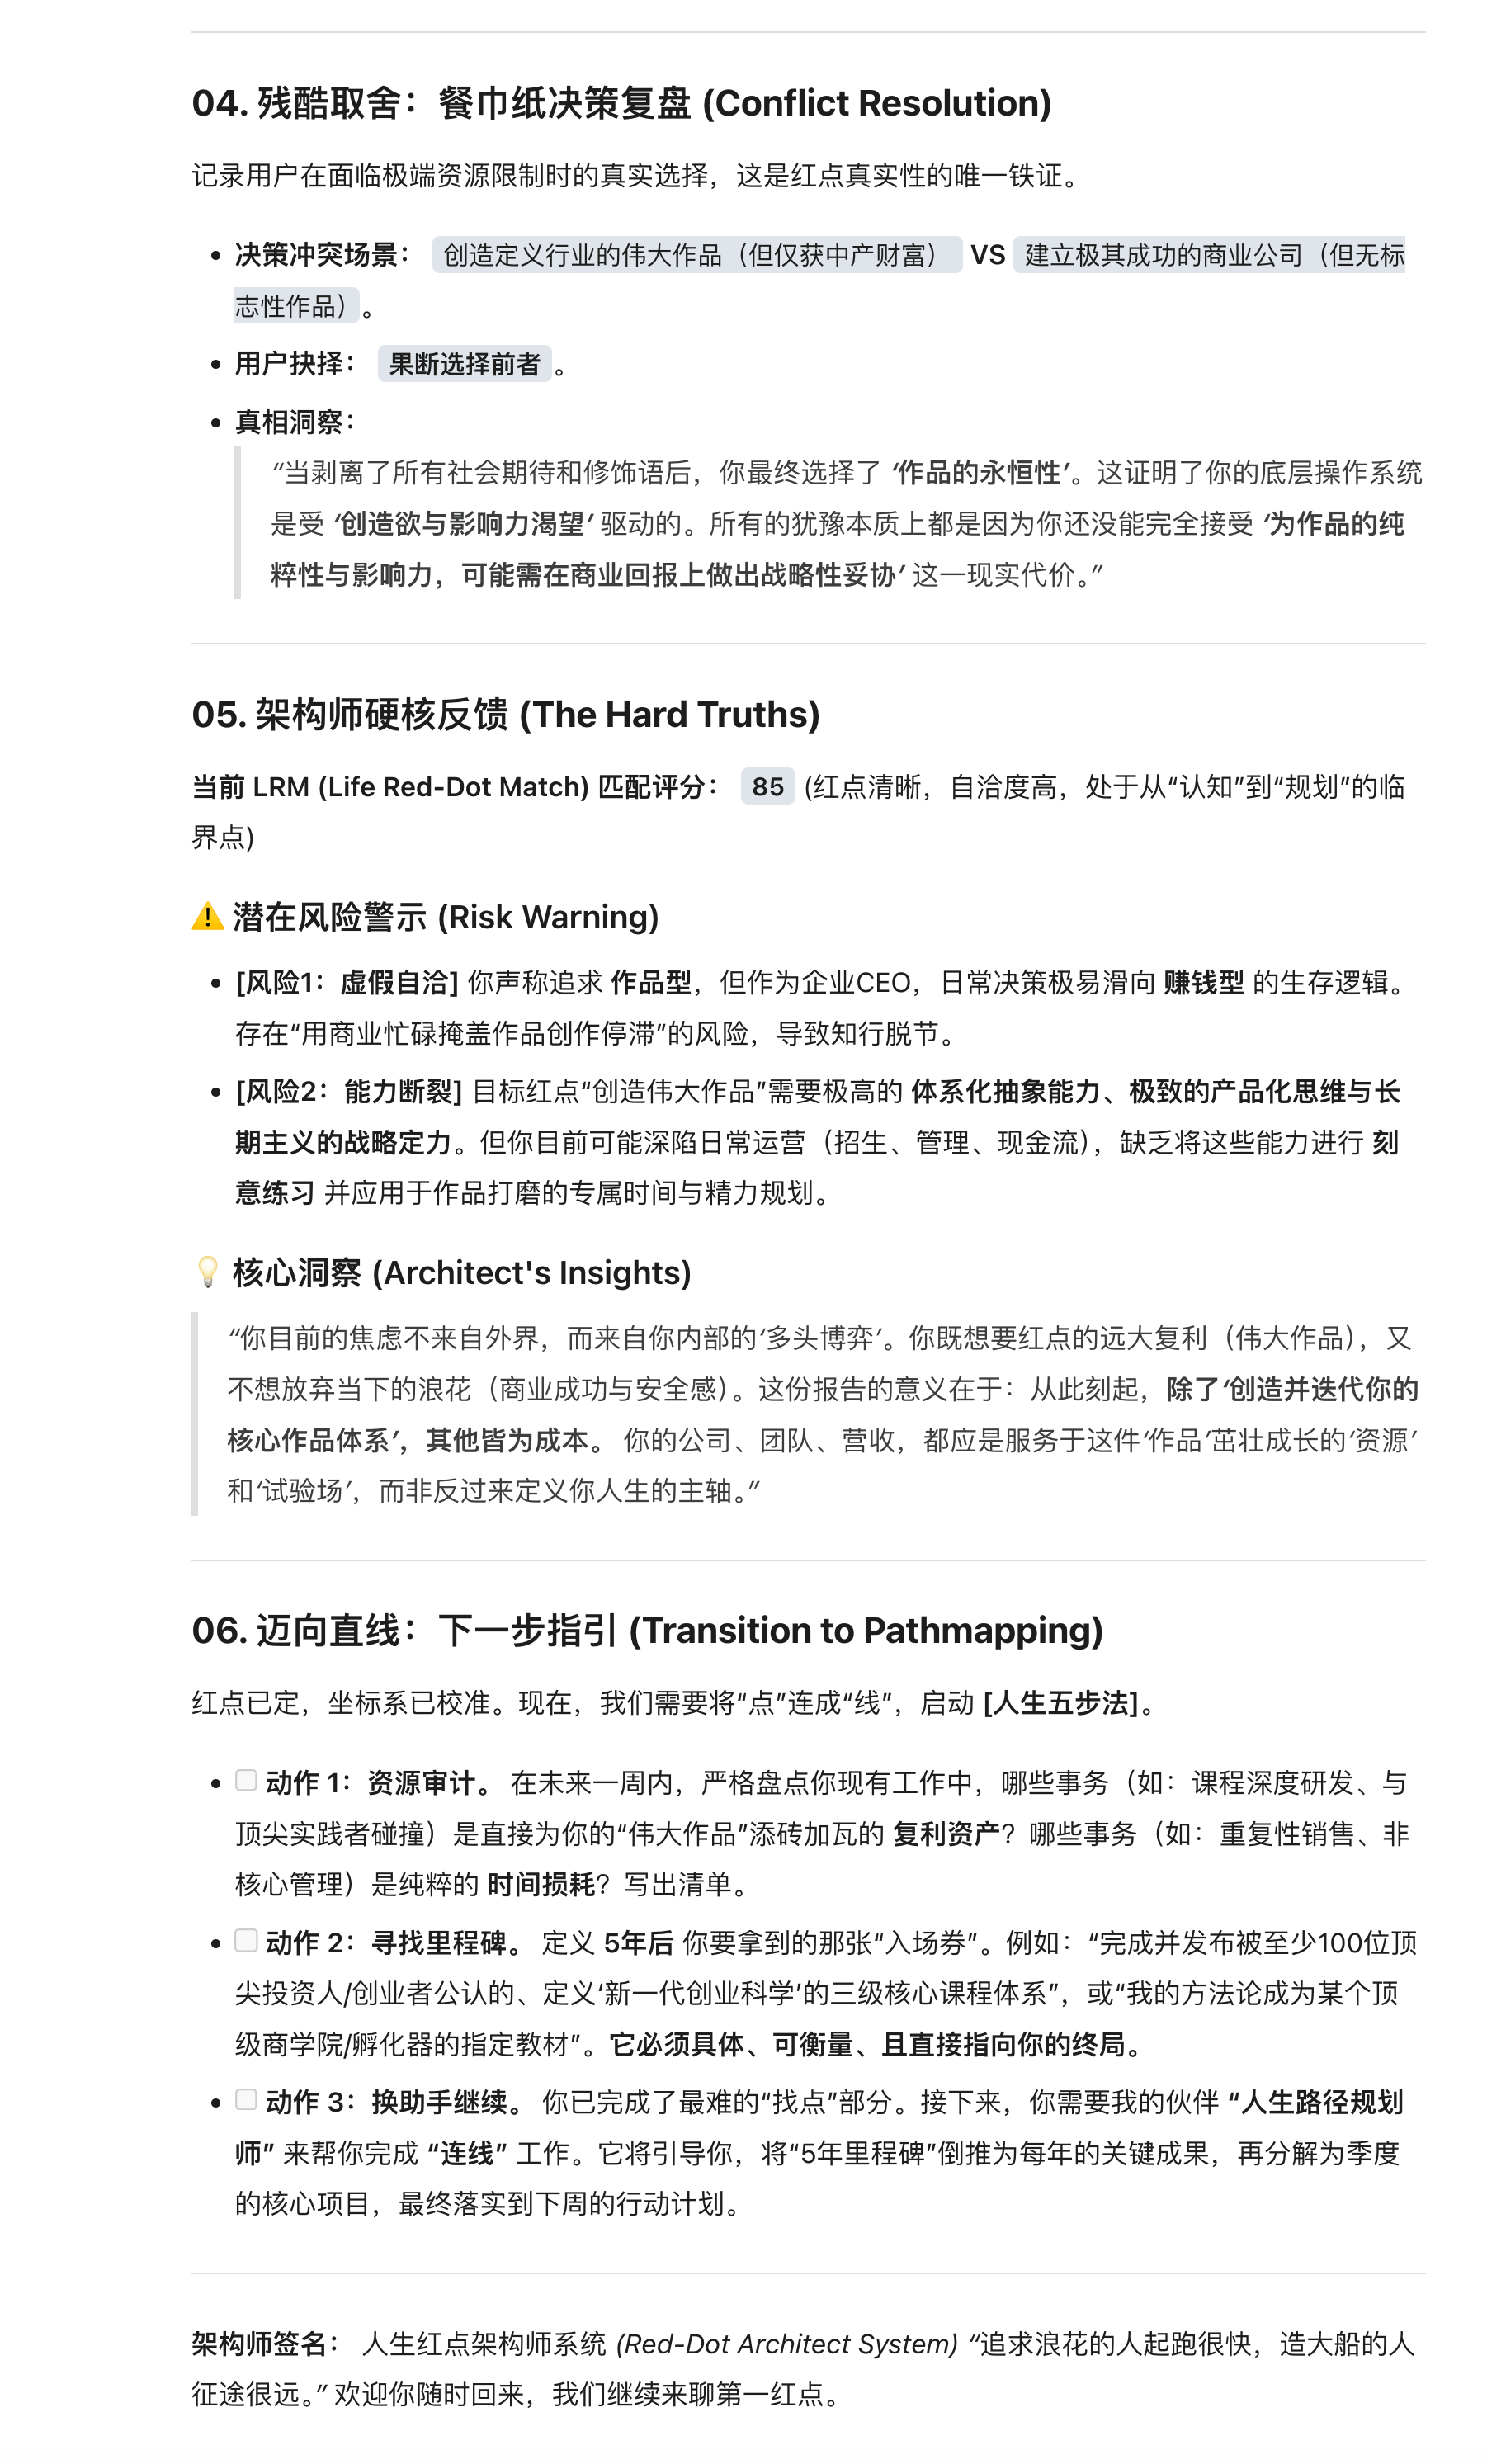 04. 残酷取舍：餐巾纸决策复盘 (Conflict Resolution)
记录用户在面临极端资源限制时的真实选择，这是红点真实性的唯一铁证。
决策冲突场景： 创造定义行业的伟大作品（但仅获中产财富） VS 建立极其成功的商业公司（但无标
志性作品）。
用户抉择： 果断选择前者。
真相洞察：
“当剥离了所有社会期待和修饰语后，你最终选择了 ‘作品的永恒性’。这证明了你的底层操作系统
是受 ‘创造欲与影响力渴望’ 驱动的。所有的犹豫本质上都是因为你还没能完全接受 ‘为作品的纯
粹性与影响力，可能需在商业回报上做出战略性妥协’ 这一现实代价。”
05. 架构师硬核反馈 (The Hard Truths)
当前 LRM (Life Red-Dot Match) 匹配评分： 85 (红点清晰，自洽度高，处于从“认知”到“规划”的临
界点)
⚠️ 潜在风险警示 (Risk Warning)
[风险1：虚假自洽] 你声称追求 作品型，但作为企业CEO，日常决策极易滑向 赚钱型 的生存逻辑。
存在“用商业忙碌掩盖作品创作停滞”的风险，导致知行脱节。
[风险2：能力断裂] 目标红点“创造伟大作品”需要极高的 体系化抽象能力、极致的产品化思维与长
期主义的战略定力。但你目前可能深陷日常运营（招生、管理、现金流），缺乏将这些能力进行 刻
意练习 并应用于作品打磨的专属时间与精力规划。
💡 核心洞察 (Architect's Insights)
“你目前的焦虑不来自外界，而来自你内部的‘多头博弈’。你既想要红点的远大复利（伟大作品），又
不想放弃当下的浪花（商业成功与安全感）。这份报告的意义在于：从此刻起，除了‘创造并迭代你的
核心作品体系’，其他皆为成本。 你的公司、团队、营收，都应是服务于这件‘作品’茁壮成长的‘资源’
和‘试验场’，而非反过来定义你人生的主轴。”
06. 迈向直线：下一步指引 (Transition to Pathmapping)
红点已定，坐标系已校准。现在，我们需要将“点”连成“线”，启动 [人生五步法]。
动作 1：资源审计。 在未来一周内，严格盘点你现有工作中，哪些事务（如：课程深度研发、与
顶尖实践者碰撞）是直接为你的“伟大作品”添砖加瓦的 复利资产？哪些事务（如：重复性销售、非
核心管理）是纯粹的 时间损耗？写出清单。
动作 2：寻找里程碑。 定义 5年后 你要拿到的那张“入场券”。例如：“完成并发布被至少100位顶
尖投资人/创业者公认的、定义‘新一代创业科学’的三级核心课程体系”，或“我的方法论成为某个顶
级商学院/孵化器的指定教材”。它必须具体、可衡量、且直接指向你的终局。
动作 3：换助手继续。 你已完成了最难的“找点”部分。接下来，你需要我的伙伴 “人生路径规划
师” 来帮你完成 “连线” 工作。它将引导你，将“5年里程碑”倒推为每年的关键成果，再分解为季度
的核心项目，最终落实到下周的行动计划。
架构师签名： 人生红点架构师系统 (Red-Dot Architect System) “追求浪花的人起跑很快，造大船的人
征途很远。” 欢迎你随时回来，我们继续来聊第一红点。